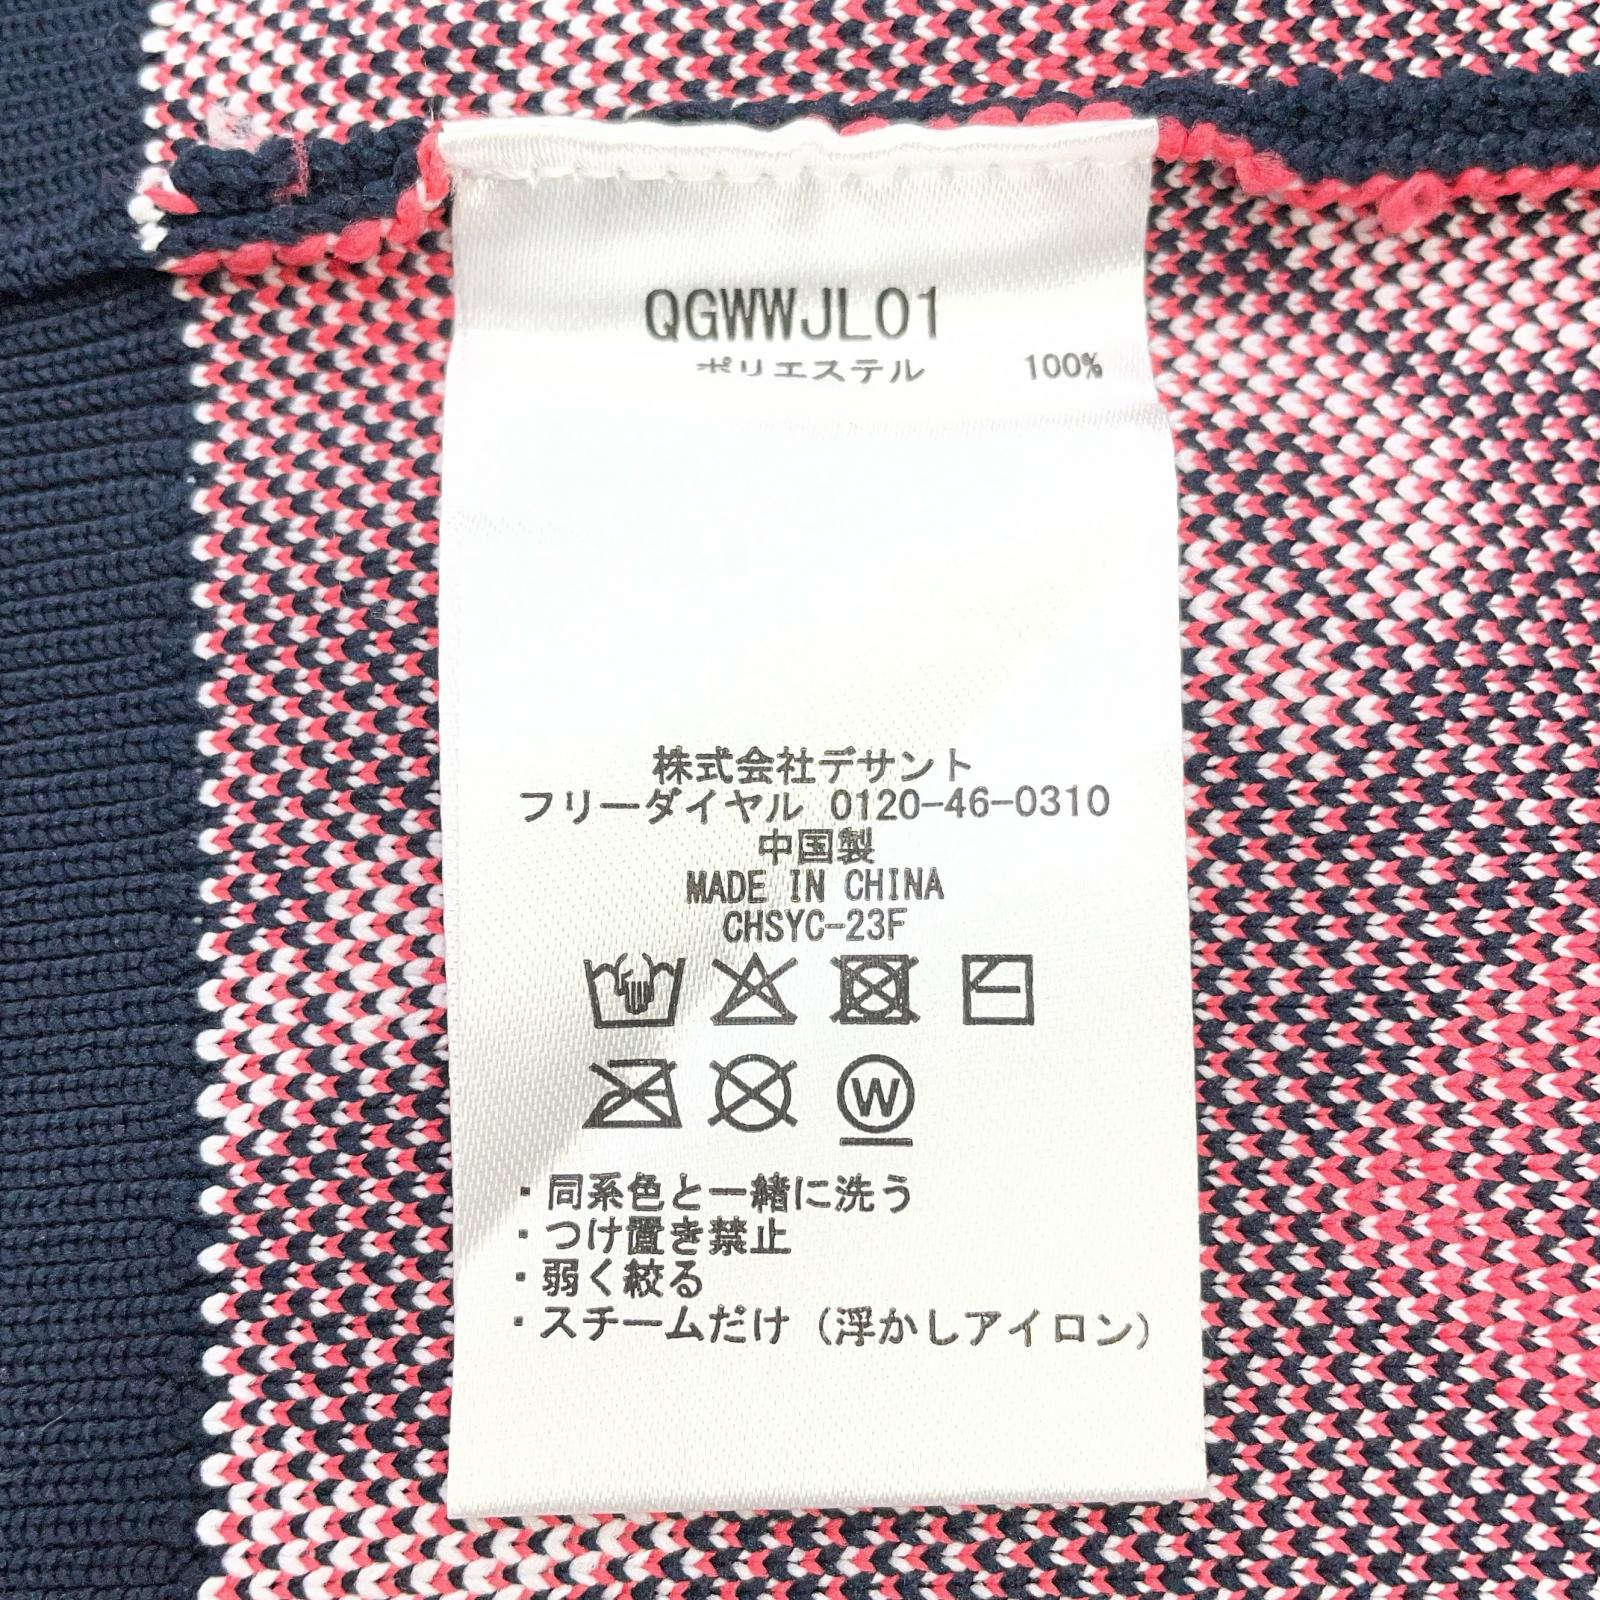 QGWWJL01
ポリエステル 100%
株式会社デサント
フリーダイヤル 0120-46-0310
中国製
MADE IN CHINA
CHSYC-23F
W
・同系色と一緒に洗う
・つけ置き禁止
・弱く絞る
・スチームだけ（浮かしアイロン）